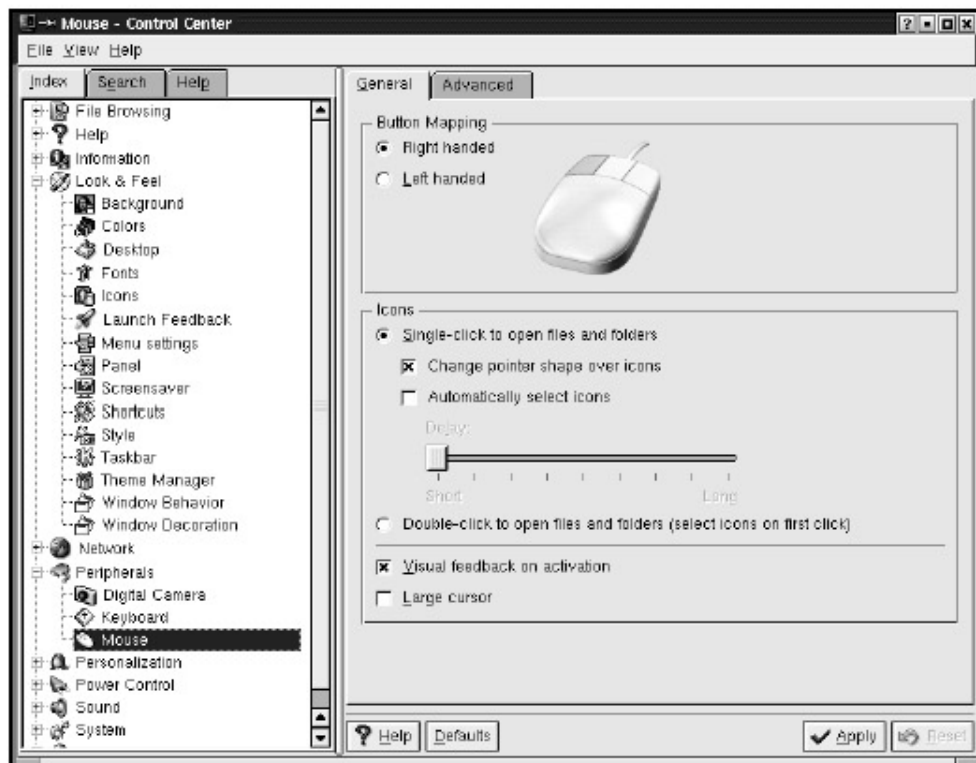 Mouse - Control Center
File View Help
Index Search Help
File Browsing
Help
Information
Look & Feel
Background
Colors
Desktop
Fonts
Icons
Launch Feedback
Menu settings
Panel
Screensaver
Shortcuts
Style
Taskbar
Theme Manager
Window Behavior
Window Decoration
Network
Peripherals
Digital Camera
Keyboard
Mouse
Personalization
Power Control
Sound
System
General Advanced
Button Mapping
Right handed
Left handed
Icons
Single-click to open files and folders
Change pointer shape over icons
Automatically select icons
Delay:
Short Long
Double-click to open files and folders (select icons on first click)
Visual feedback on activation
Large cursor
Help Defaults Apply Reset